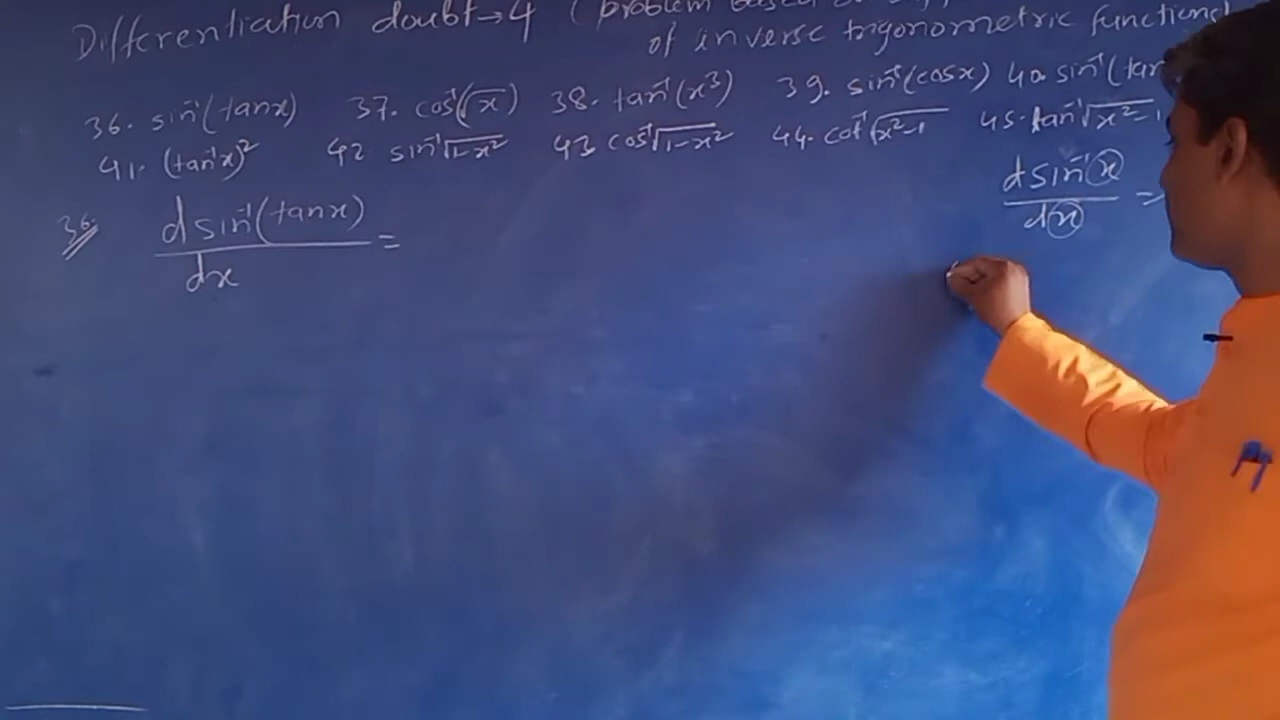 Differentiation doubt→4 (problem based on
of inverse trigonometric functions)
36. sin⁻¹(tanx) 37. cos⁻¹(√x) 38. tan⁻¹(x³) 39. sin⁻¹(cosx) 40. sin⁻¹(tan
41. (tan⁻¹x)² 42 sin⁻¹√1-x² 43 cos⁻¹√1-x² 44. cot⁻¹√x²-1 45. tan⁻¹√x²-1
36. d sin⁻¹(tanx)/dx =
d sin⁻¹(x)/d(x) =